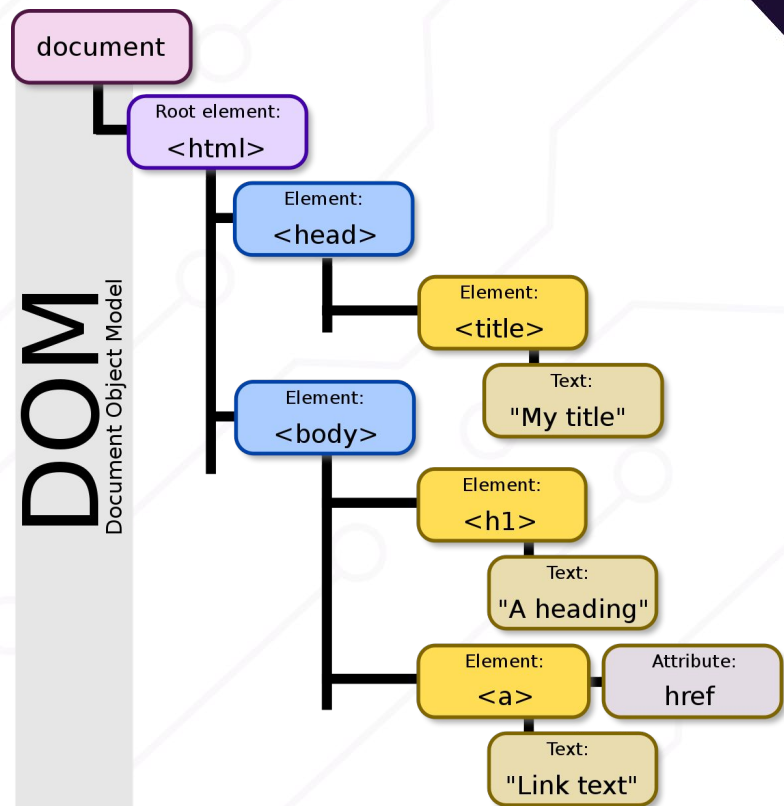 document
Root element:
<html>
Element:
<head>
Element:
<title>
Text:
"My title"
Element:
<body>
Element:
<h1>
Text:
"A heading"
Element:
<a>
Attribute:
href
Text:
"Link text"
DOM
Document Object Model